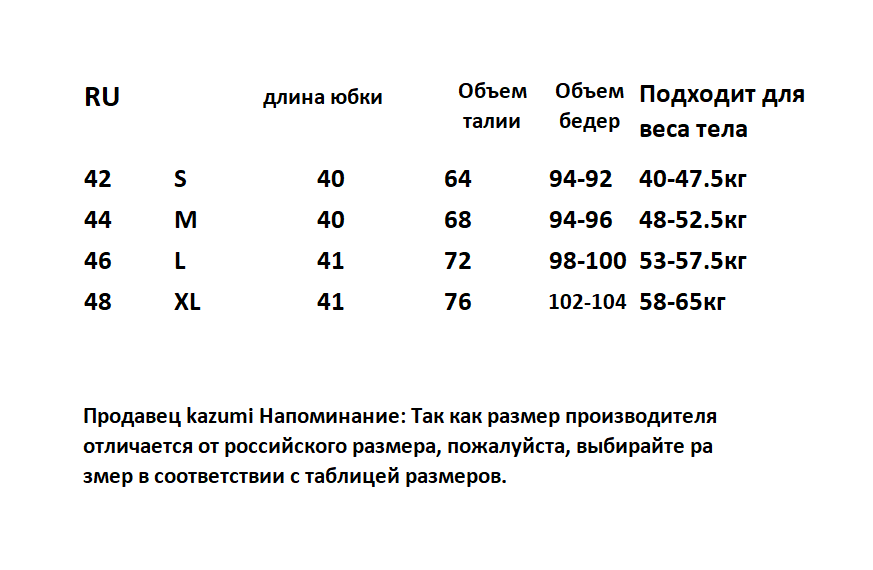 RU длина юбки Объем талии Объем бедер Подходит для веса тела
42 S 40 64 94-92 40-47.5кг
44 M 40 68 94-96 48-52.5кг
46 L 41 72 98-100 53-57.5кг
48 XL 41 76 102-104 58-65кг
Продавец kazumi Напоминание: Так как размер производителя
отличается от российского размера, пожалуйста, выбирайте ра
змер в соответствии с таблицей размеров.